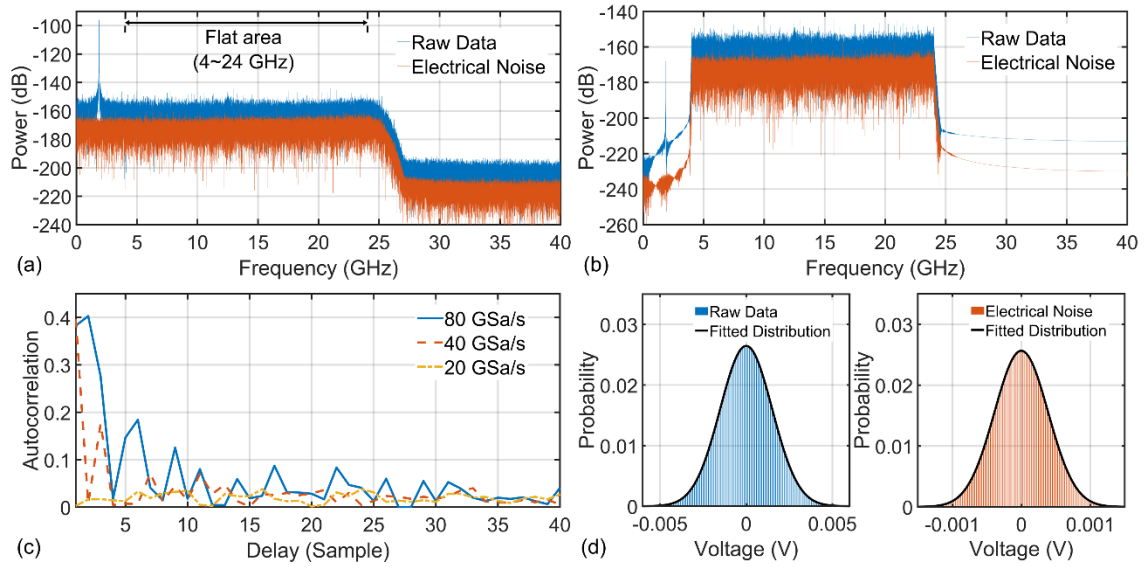 -80
-100
-120
-140
-160
-180
-200
-220
-240
Power (dB)
Flat area
(4~24 GHz)
Raw Data
Electrical Noise
0 5 10 15 20 25 30 35 40
Frequency (GHz)
(a)
-140
-160
-180
-200
-220
-240
-260
Power (dB)
Raw Data
Electrical Noise
0 5 10 15 20 25 30 35 40
Frequency (GHz)
(b)
0.4
0.3
0.2
0.1
0
Autocorrelation
80 GSa/s
40 GSa/s
20 GSa/s
5 10 15 20 25 30 35 40
Delay (Sample)
(c)
0.03
0.02
0.01
0
Probability
Raw Data
Fitted Distribution
-0.005 0 0.005
Voltage (V)
(d)
0.03
0.02
0.01
0
Probability
Electrical Noise
Fitted Distribution
-0.001 0 0.001
Voltage (V)